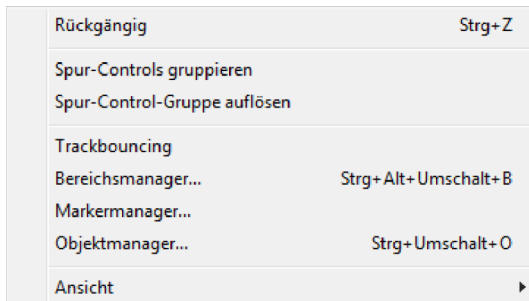 Rückgängig Strg+Z
Spur-Controls gruppieren
Spur-Control-Gruppe auflösen
Trackbouncing
Bereichsmanager... Strg+Alt+Umschalt+B
Markermanager...
Objektmanager... Strg+Umschalt+O
Ansicht